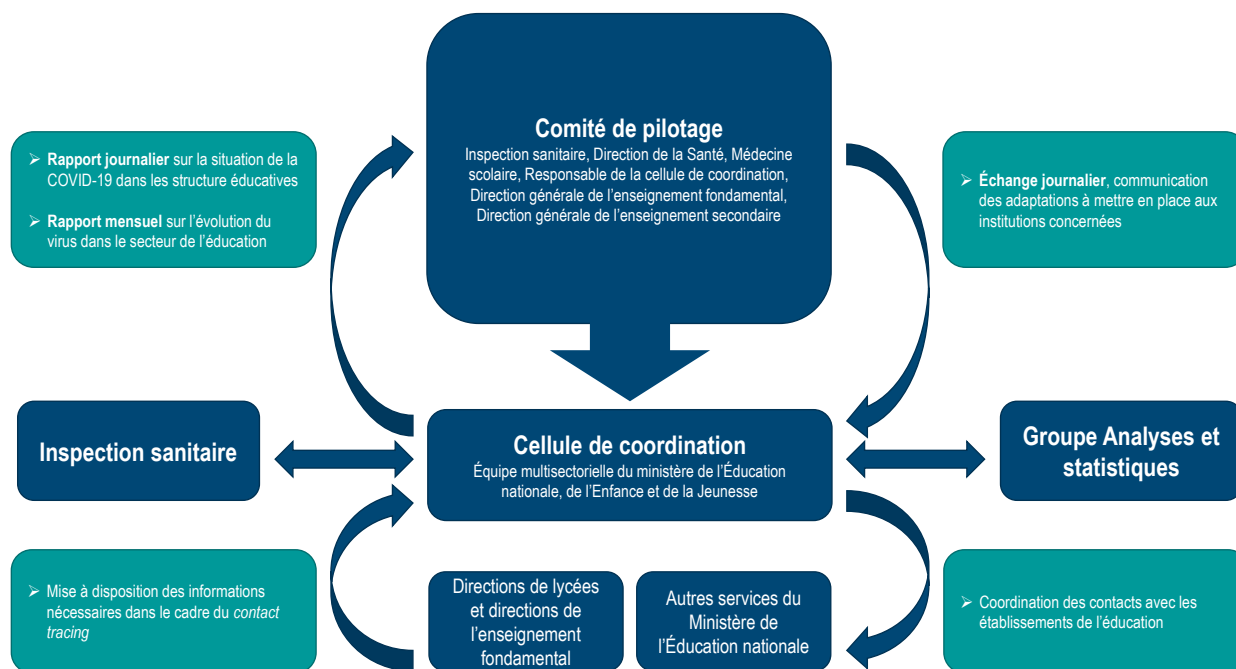 Comité de pilotage
Inspection sanitaire, Direction de la Santé, Médecine
scolaire, Responsable de la cellule de coordination,
Direction générale de l'enseignement fondamental,
Direction générale de l'enseignement secondaire
➢ Rapport journalier sur la situation de la
COVID-19 dans les structure éducatives
➢ Rapport mensuel sur l'évolution du
virus dans le secteur de l'éducation
➢ Échange journalier, communication
des adaptations à mettre en place aux
institutions concernées
Inspection sanitaire
Cellule de coordination
Équipe multisectorielle du ministère de l'Éducation
nationale, de l'Enfance et de la Jeunesse
Groupe Analyses et
statistiques
➢ Mise à disposition des informations
nécessaires dans le cadre du contact
tracing
Directions de lycées
et directions de
l'enseignement
fondamental
Autres services du
Ministère de
l'Éducation nationale
➢ Coordination des contacts avec les
établissements de l'éducation